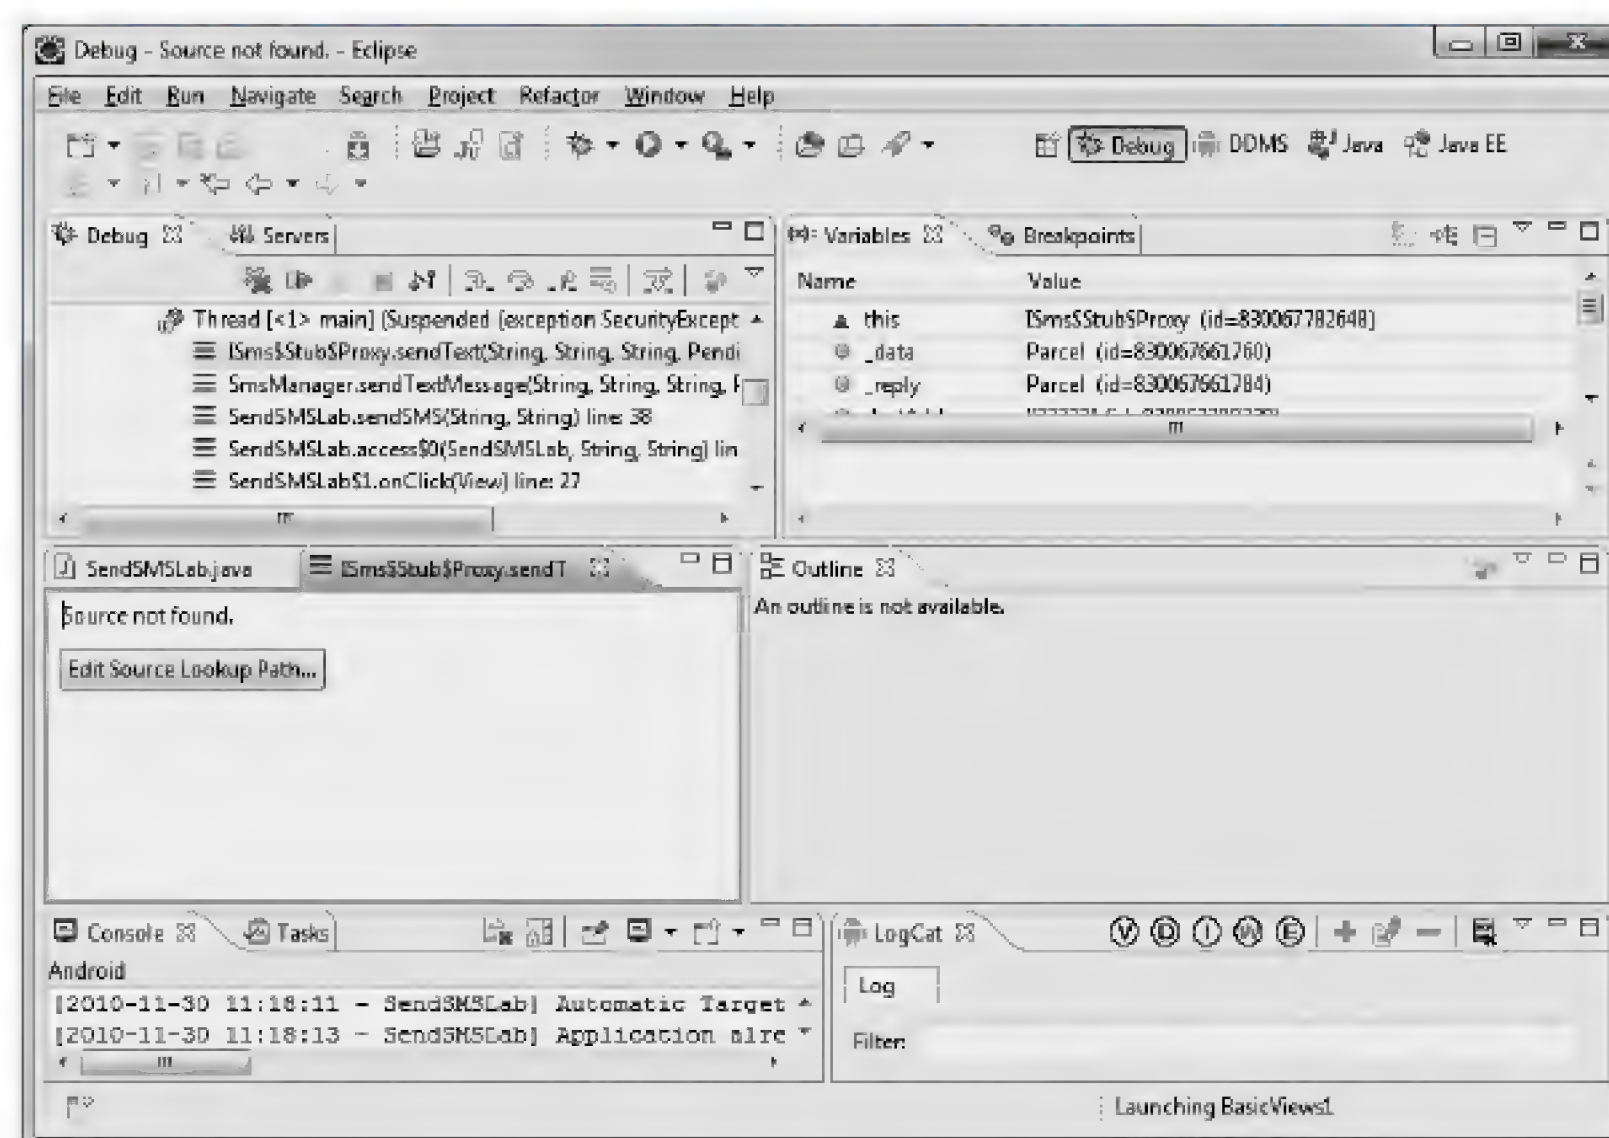 Debug - Source not found. - Eclipse
File Edit Run Navigate Search Project Refactor Window Help
Debug DDMS Java Java EE
Debug Servers
Variables Breakpoints
Name Value
Thread [<1> main] (Suspended (exception SecurityExcept
ISms$Stub$Proxy.sendText(String, String, String, Pendi
SmsManager.sendTextMessage(String, String, String, P
SendSMSLab.sendSMS(String, String) line: 38
SendSMSLab.access$0(SendSMSLab, String, String) lin
SendSMSLab$1.onClick(View) line: 27
this ISms$Stub$Proxy (id=830067782648)
_data Parcel (id=830067661760)
_reply Parcel (id=830067661784)
SendSMSLab.java ISms$Stub$Proxy.sendT
Source not found.
Edit Source Lookup Path...
Outline
An outline is not available.
Console Tasks
Android
[2010-11-30 11:18:11 - SendSMSLab] Automatic Target
[2010-11-30 11:18:13 - SendSMSLab] Application alre
LogCat V D I W E
Log
Filter:
Launching BasicViews1